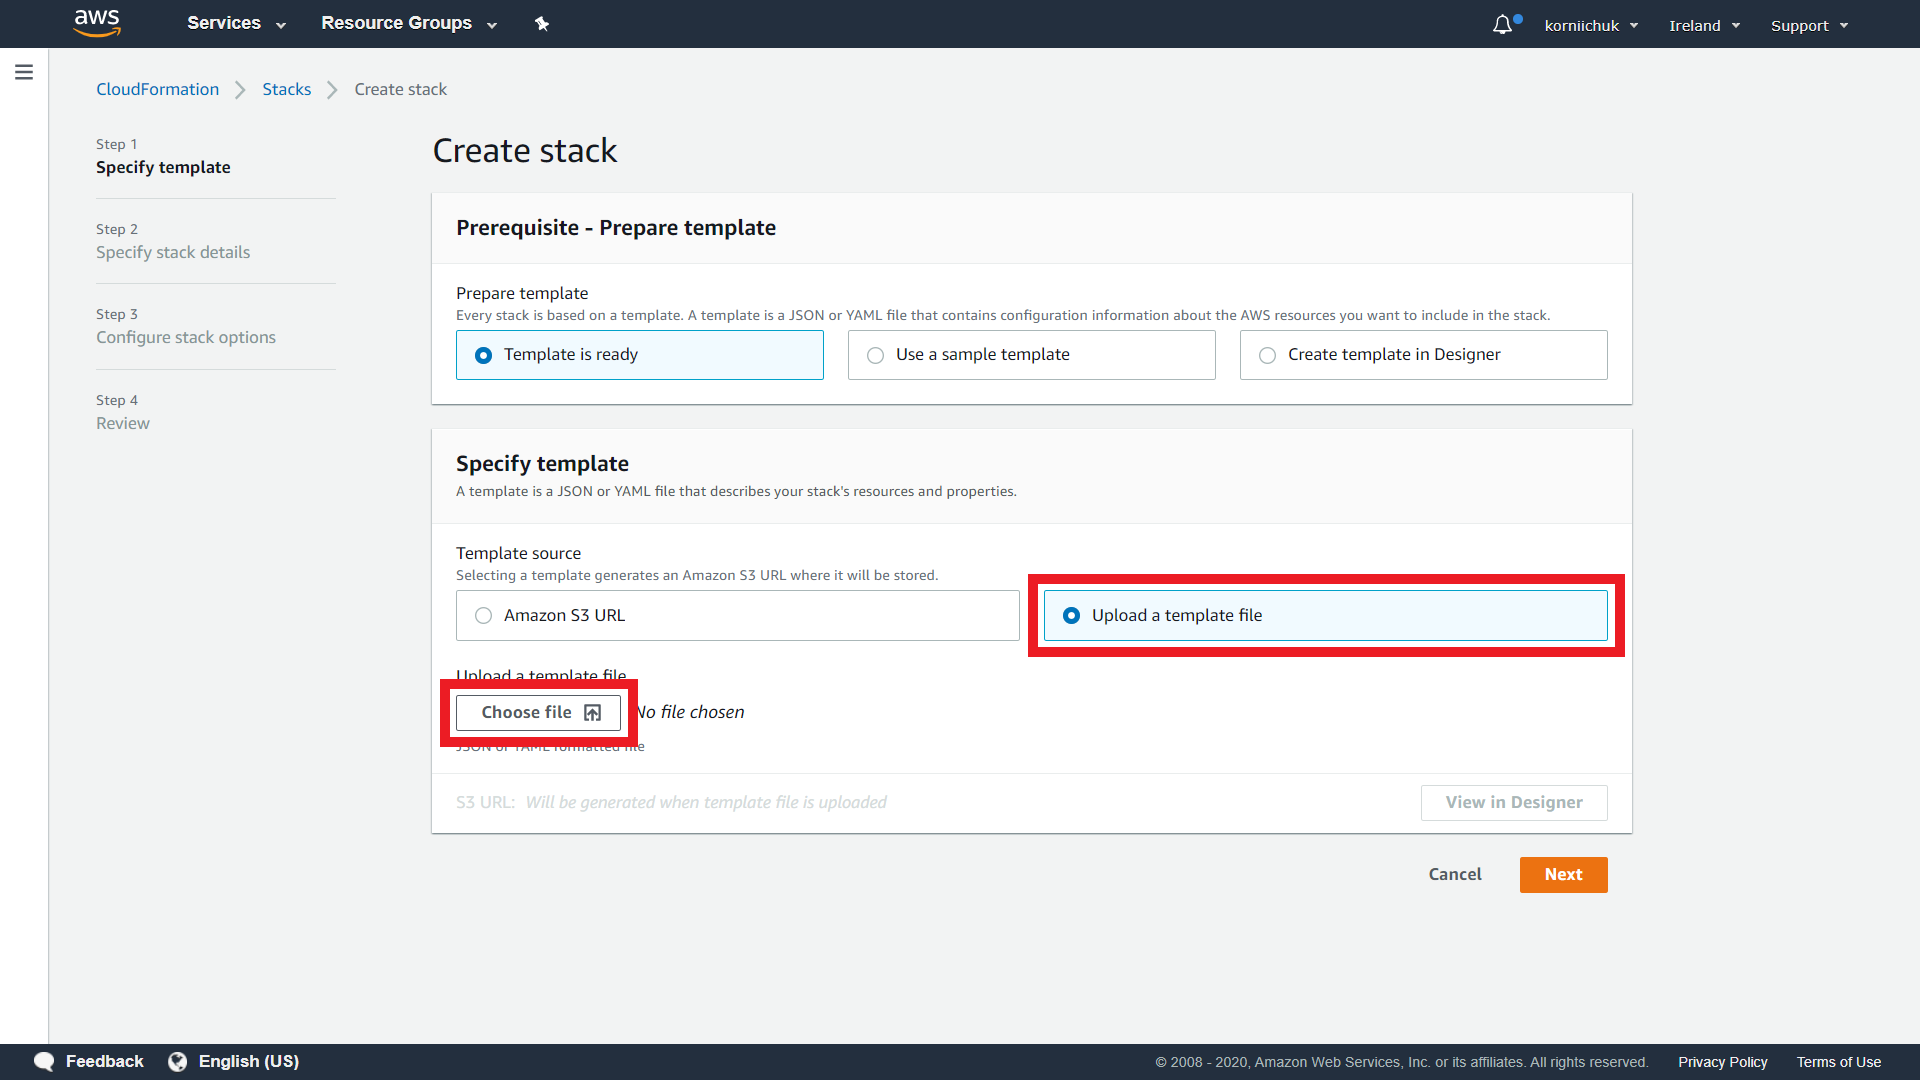 aws
Services
Resource Groups
korniichuk
Ireland
Support
CloudFormation
Stacks
Create stack
Step 1
Specify template
Step 2
Specify stack details
Step 3
Configure stack options
Step 4
Review
Create stack
Prerequisite - Prepare template
Prepare template
Every stack is based on a template. A template is a JSON or YAML file that contains configuration information about the AWS resources you want to include in the stack.
Template is ready
Use a sample template
Create template in Designer
Specify template
A template is a JSON or YAML file that describes your stack's resources and properties.
Template source
Selecting a template generates an Amazon S3 URL where it will be stored.
Amazon S3 URL
Upload a template file
Upload a template file
Choose file
No file chosen
JSON or YAML formatted file
S3 URL: Will be generated when template file is uploaded
View in Designer
Cancel
Next
Feedback
English (US)
© 2008 - 2020, Amazon Web Services, Inc. or its affiliates. All rights reserved.
Privacy Policy
Terms of Use